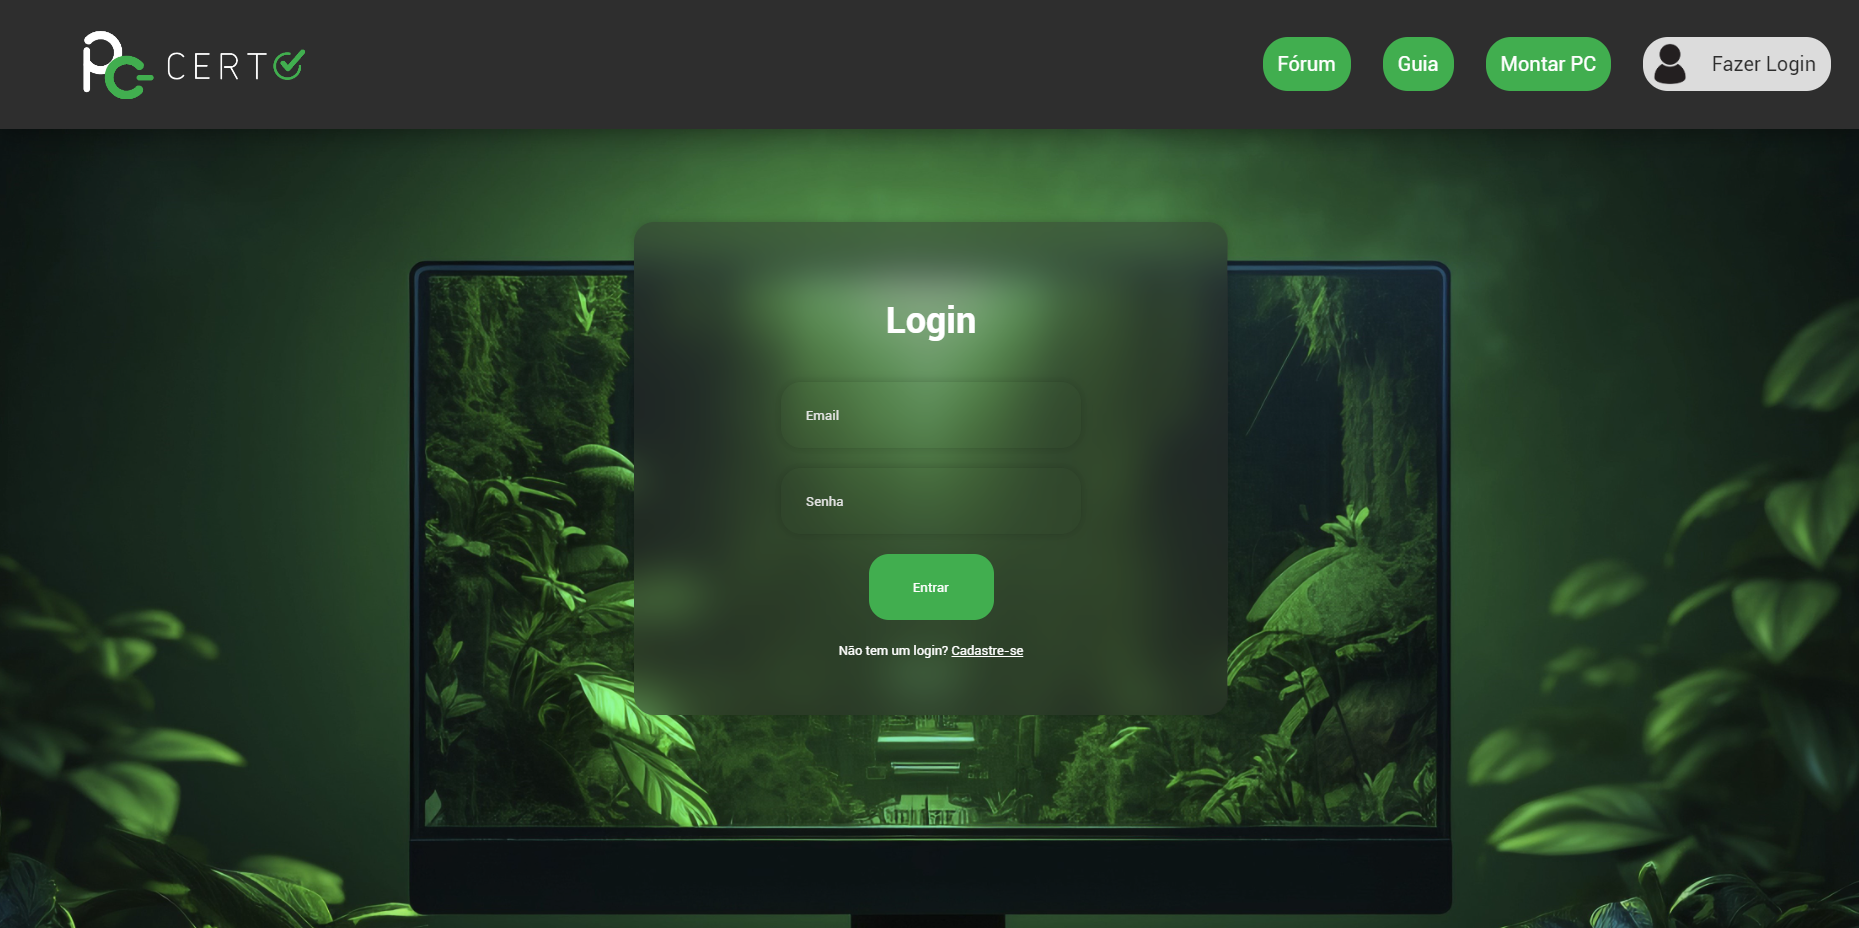 PC CERTO
Fórum
Guia
Montar PC
Fazer Login
Login
Email
Senha
Entrar
Não tem um login? Cadastre-se